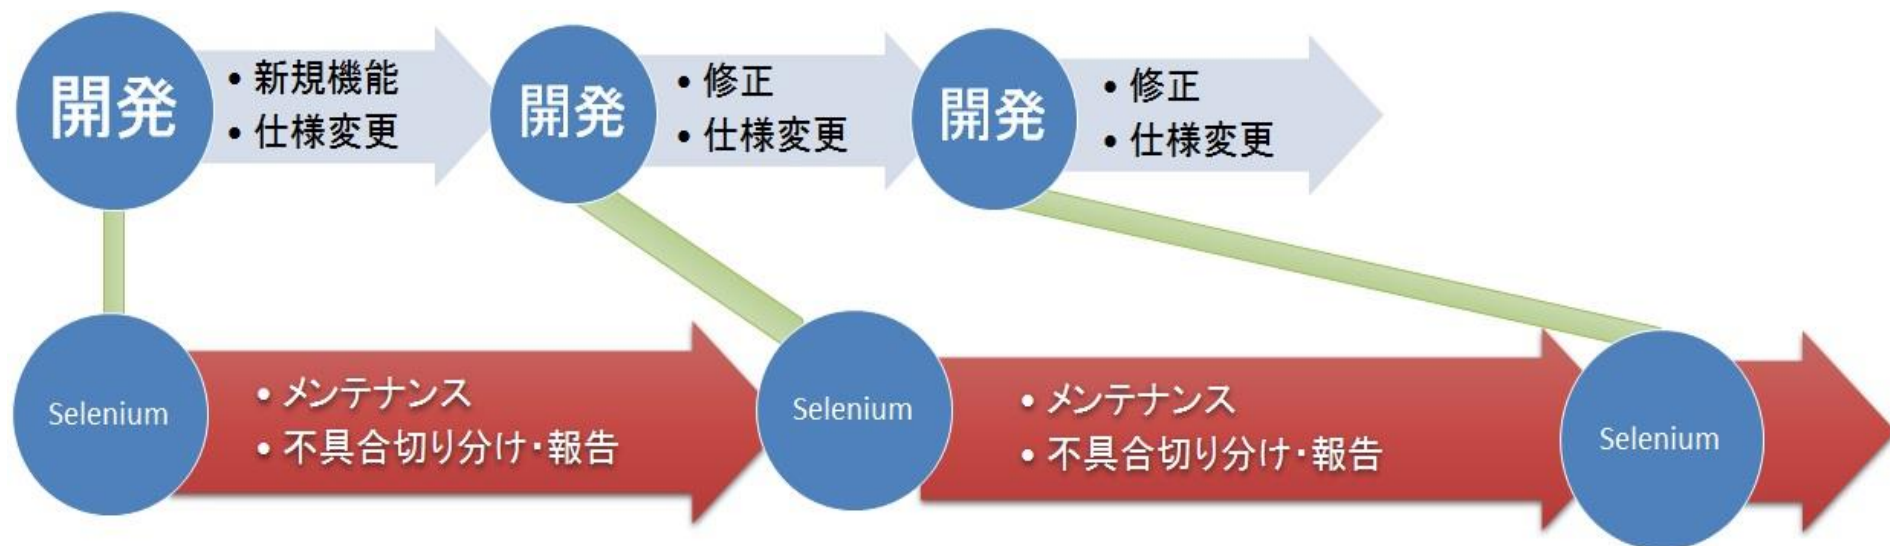 開発
• 新規機能
• 仕様変更
開発
• 修正
• 仕様変更
開発
• 修正
• 仕様変更
Selenium
• メンテナンス
• 不具合切り分け・報告
Selenium
• メンテナンス
• 不具合切り分け・報告
Selenium